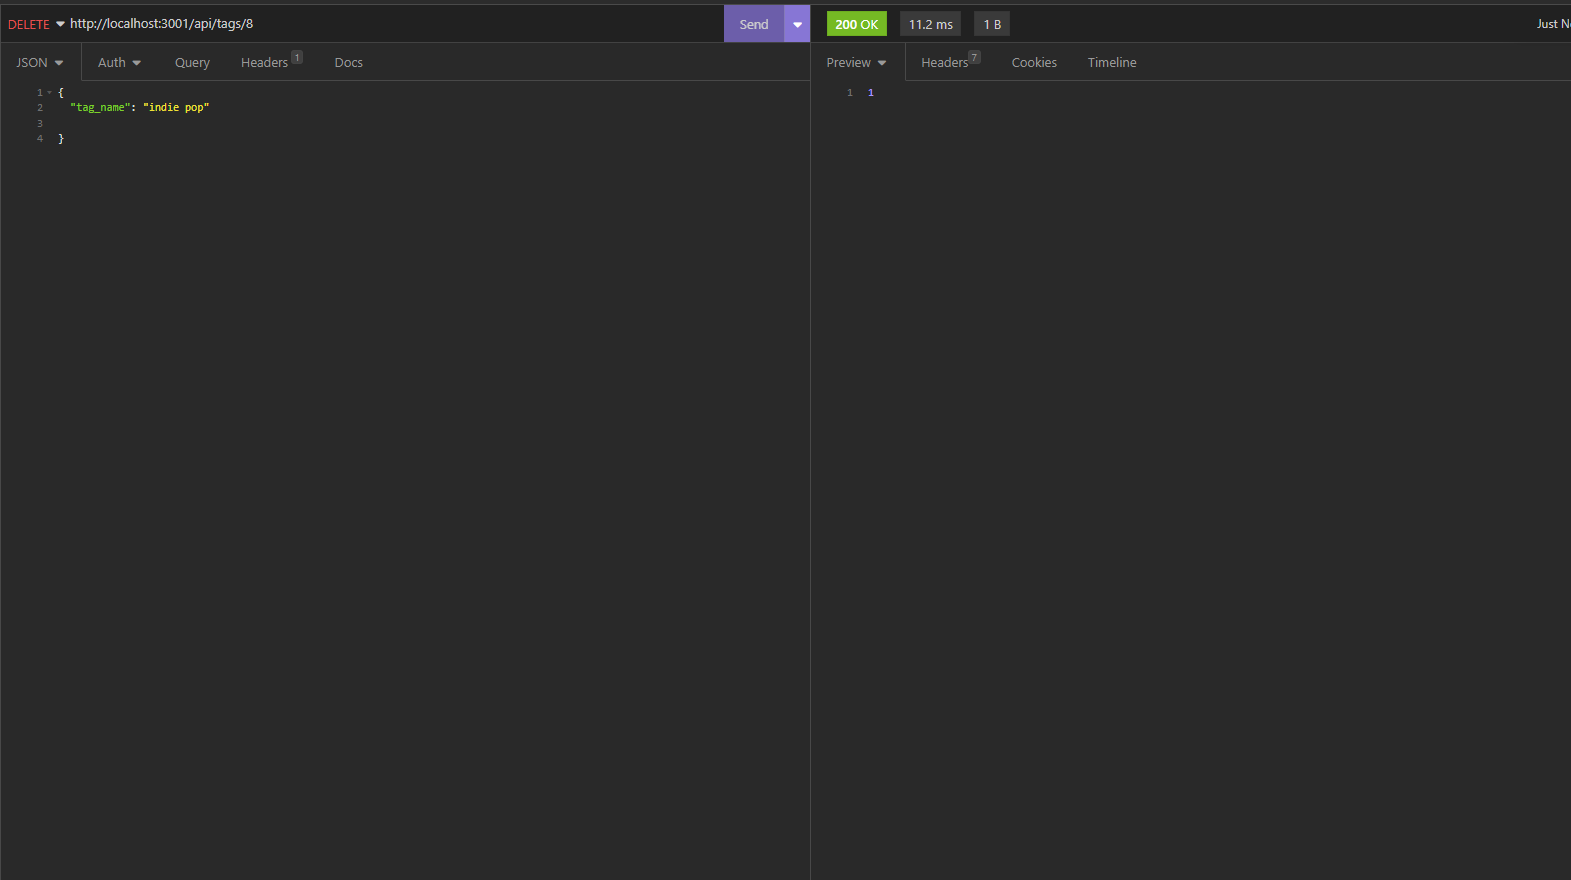 DELETE http://localhost:3001/api/tags/8 Send 200 OK 11.2 ms 1 B Just
JSON Auth Query Headers 1 Docs Preview Headers 7 Cookies Timeline
1 { 1 1
2 "tag_name": "indie pop"
3
4 }